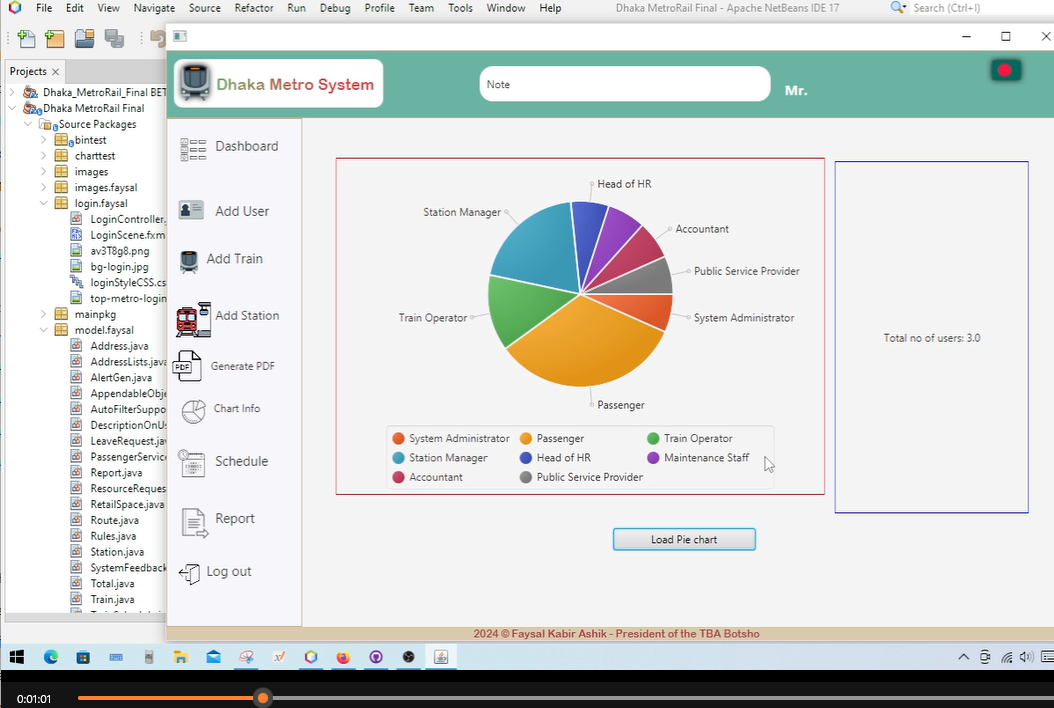 File Edit View Navigate Source Refactor Run Debug Profile Team Tools Window Help
Dhaka MetroRail Final - Apache NetBeans IDE 17
Search (Ctrl+I)
Projects
Dhaka_MetroRail_Final BET
Dhaka MetroRail Final
Source Packages
bintest
charttest
images
images.faysal
login.faysal
LoginController.
LoginScene.fxm
av3T8g8.png
bg-login.jpg
loginStyleCSS.cs
top-metro-login
mainpkg
model.faysal
Address.java
AddressLists.java
AlertGen.java
AppendableObje
AutoFilterSuppo
DescriptionOnUs
LeaveRequest.jav
PassengerService
Report.java
ResourceReques
RetailSpace.java
Route.java
Rules.java
Station.java
SystemFeedback
Total.java
Train.java
Dhaka Metro System
Note
Mr.
Dashboard
Add User
Add Train
Add Station
PDF
Generate PDF
Chart Info
Schedule
Report
Log out
Head of HR
Station Manager
Accountant
Public Service Provider
Train Operator
System Administrator
Passenger
System Administrator Passenger Train Operator
Station Manager Head of HR Maintenance Staff
Accountant Public Service Provider
Total no of users: 3.0
Load Pie chart
2024 © Faysal Kabir Ashik - President of the TBA Botsho
0:01:01